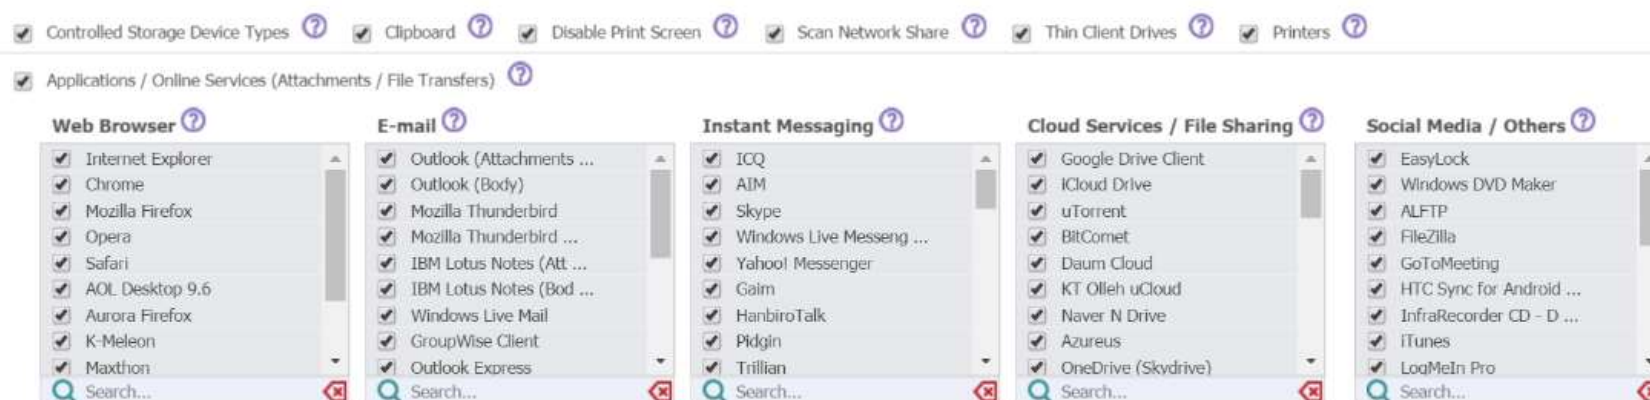 Controlled Storage Device Types ? Clipboard ? Disable Print Screen ? Scan Network Share ? Thin Client Drives ? Printers ?
Applications / Online Services (Attachments / File Transfers) ?
Web Browser ?
Internet Explorer
Chrome
Mozilla Firefox
Opera
Safari
AOL Desktop 9.6
Aurora Firefox
K-Meleon
Maxthon
Search...
E-mail ?
Outlook (Attachments ...
Outlook (Body)
Mozilla Thunderbird
Mozilla Thunderbird ...
IBM Lotus Notes (Att ...
IBM Lotus Notes (Bod ...
Windows Live Mail
GroupWise Client
Outlook Express
Search...
Instant Messaging ?
ICQ
AIM
Skype
Windows Live Messeng ...
Yahoo! Messenger
Gaim
HanbiroTalk
Pidgin
Trillian
Search...
Cloud Services / File Sharing ?
Google Drive Client
iCloud Drive
uTorrent
BitComet
Daum Cloud
KT Olleh uCloud
Naver N Drive
Azureus
OneDrive (Skydrive)
Search...
Social Media / Others ?
EasyLock
Windows DVD Maker
ALFTP
FileZilla
GoToMeeting
HTC Sync for Android ...
InfraRecorder CD - D ...
iTunes
LogMeIn Pro
Search...